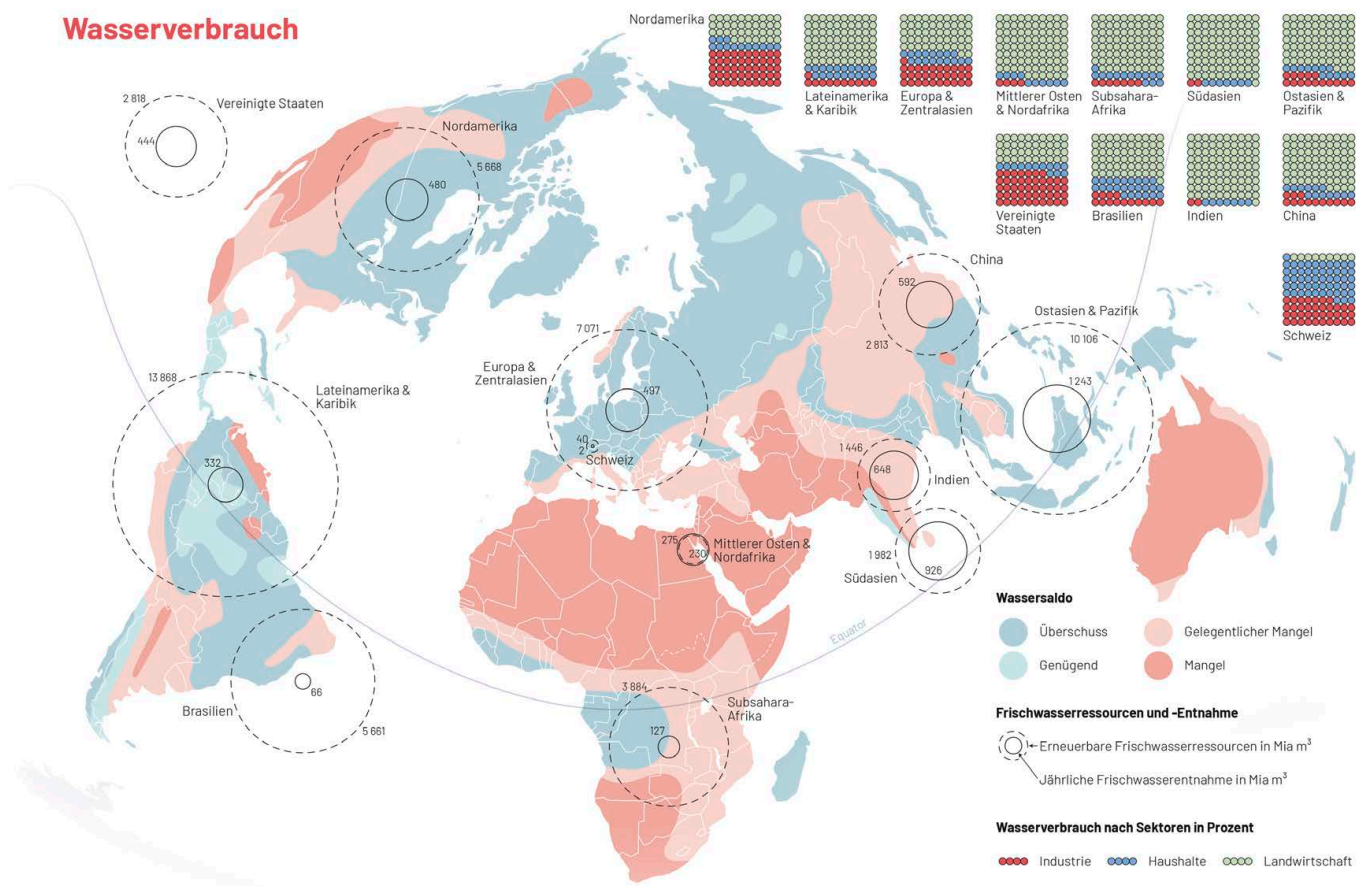 Wasserverbrauch
Nordamerika
Lateinamerika
& Karibik
Europa &
Zentralasien
Mittlerer Osten
& Nordafrika
Subsahara-
Afrika
Südasien
Ostasien &
Pazifik
Vereinigte
Staaten
Brasilien
Indien
China
Schweiz
2 818
Vereinigte Staaten
444
Nordamerika
5 668
480
China
592
2 813
Ostasien & Pazifik
10 106
1 243
7 071
Europa &
Zentralasien
497
40
2
Schweiz
13 868
Lateinamerika &
Karibik
332
1 446
648
Indien
275
230
Mittlerer Osten &
Nordafrika
1 982
926
Südasien
Equator
3 884
Subsahara-
Afrika
127
Brasilien
66
5 661
Wassersaldo
Überschuss
Gelegentlicher Mangel
Genügend
Mangel
Frischwasserressourcen und -Entnahme
Erneuerbare Frischwasserressourcen in Mia m³
Jährliche Frischwasserentnahme in Mia m³
Wasserverbrauch nach Sektoren in Prozent
Industrie
Haushalte
Landwirtschaft